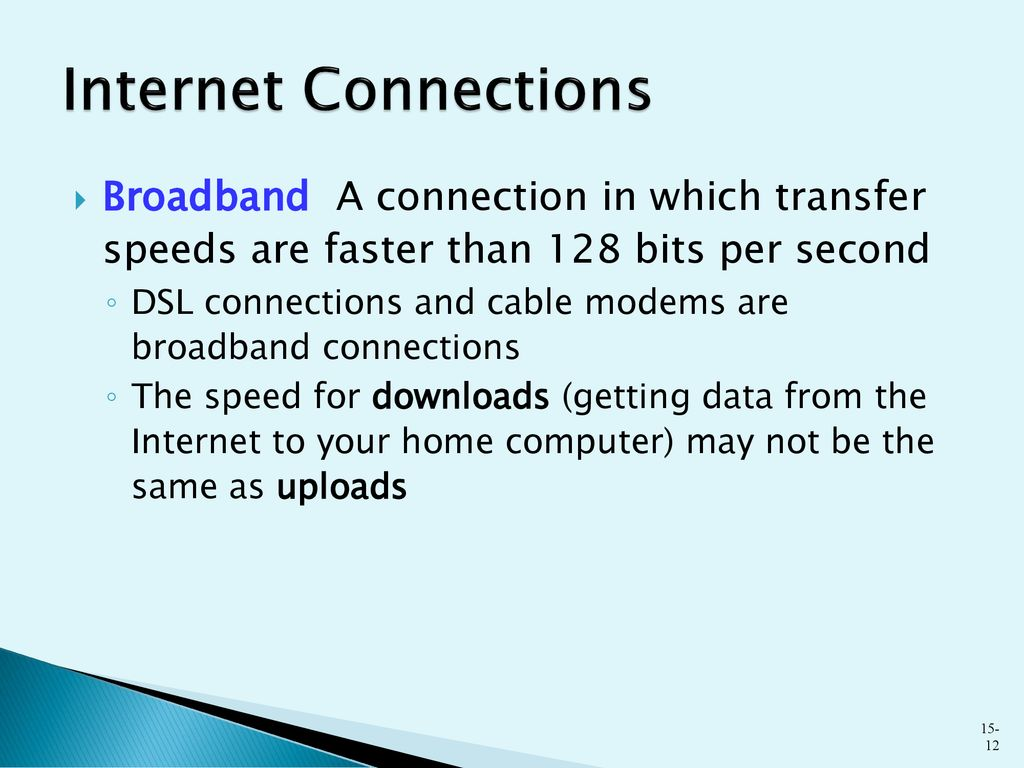 Internet Connections
Broadband A connection in which transfer
speeds are faster than 128 bits per second
DSL connections and cable modems are
broadband connections
The speed for downloads (getting data from the
Internet to your home computer) may not be the
same as uploads
15-
12